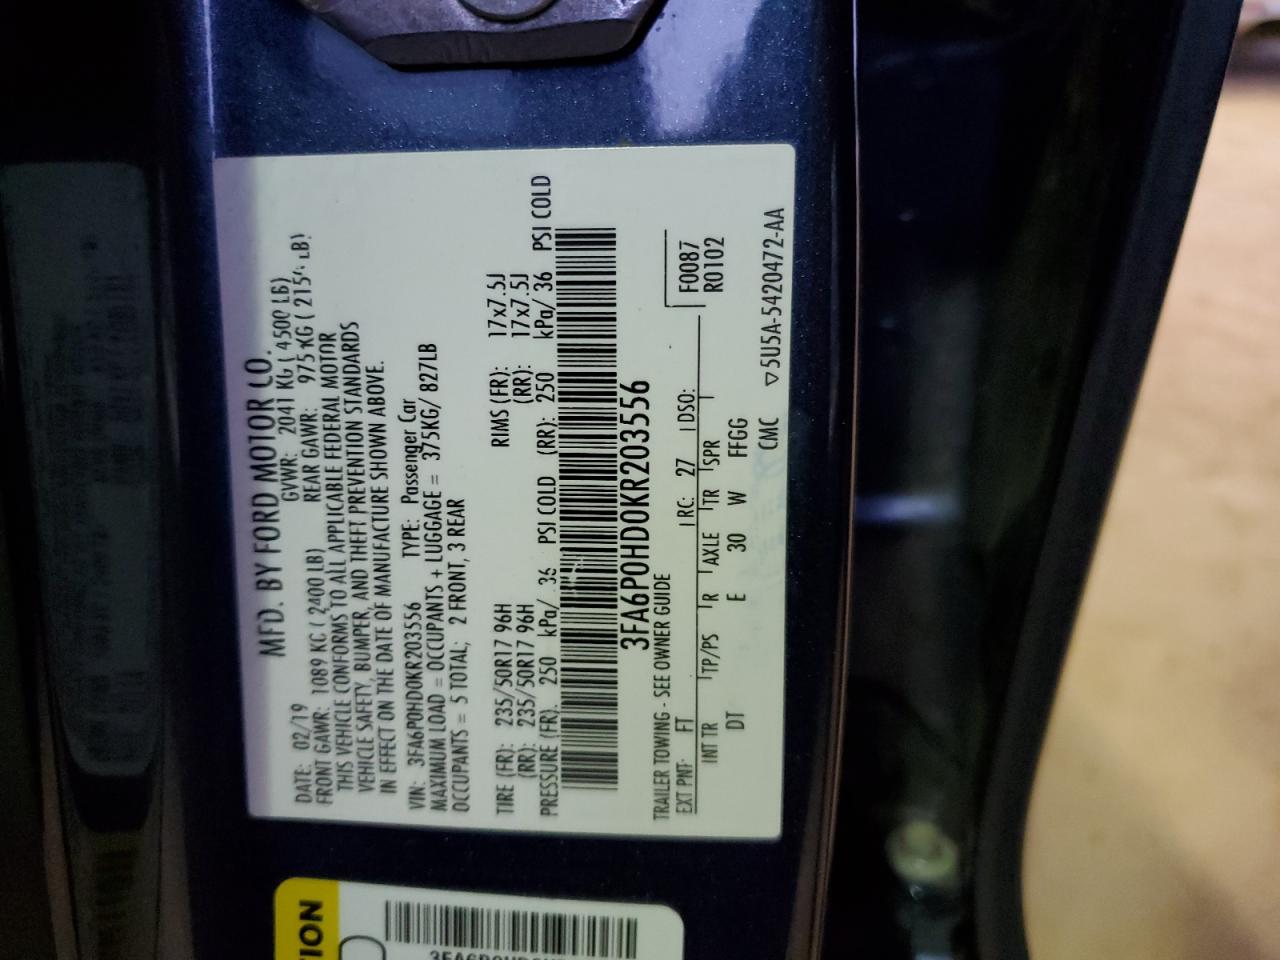 MFD. BY FORD MOTOR CO.
DATE: 02/19 GVWR: 2041 KG ( 4500 LB)
FRONT GAWR: 1089 KG ( 2400 LB) REAR GAWR: 975 KG ( 215 LB)
THIS VEHICLE CONFORMS TO ALL APPLICABLE FEDERAL MOTOR
VEHICLE SAFETY, BUMPER, AND THEFT PREVENTION STANDARDS
IN EFFECT ON THE DATE OF MANUFACTURE SHOWN ABOVE.
VIN: 3FA6P0HD0KR203556 TYPE: Passenger Car
MAXIMUM LOAD = OCCUPANTS + LUGGAGE = 375KG/ 827LB
OCCUPANTS = 5 TOTAL; 2 FRONT, 3 REAR
TIRE (FR): 235/50R17 96H RIMS (FR): 17x7.5J
(RR): 235/50R17 96H (RR): 17x7.5J
PRESSURE (FR). 250 kPa/ 36 PSI COLD (RR): 250 kPa/ 36 PSI COLD
3FA6P0HD0KR203556
TRAILER TOWING - SEE OWNER GUIDE
EXT PNT: FT RC: 27 DSO: F0087
INT TR TP/PS R AXLE TR SPR R0102
DT E 30 W FFGG
CMC ▽5U5A-5420472-AA